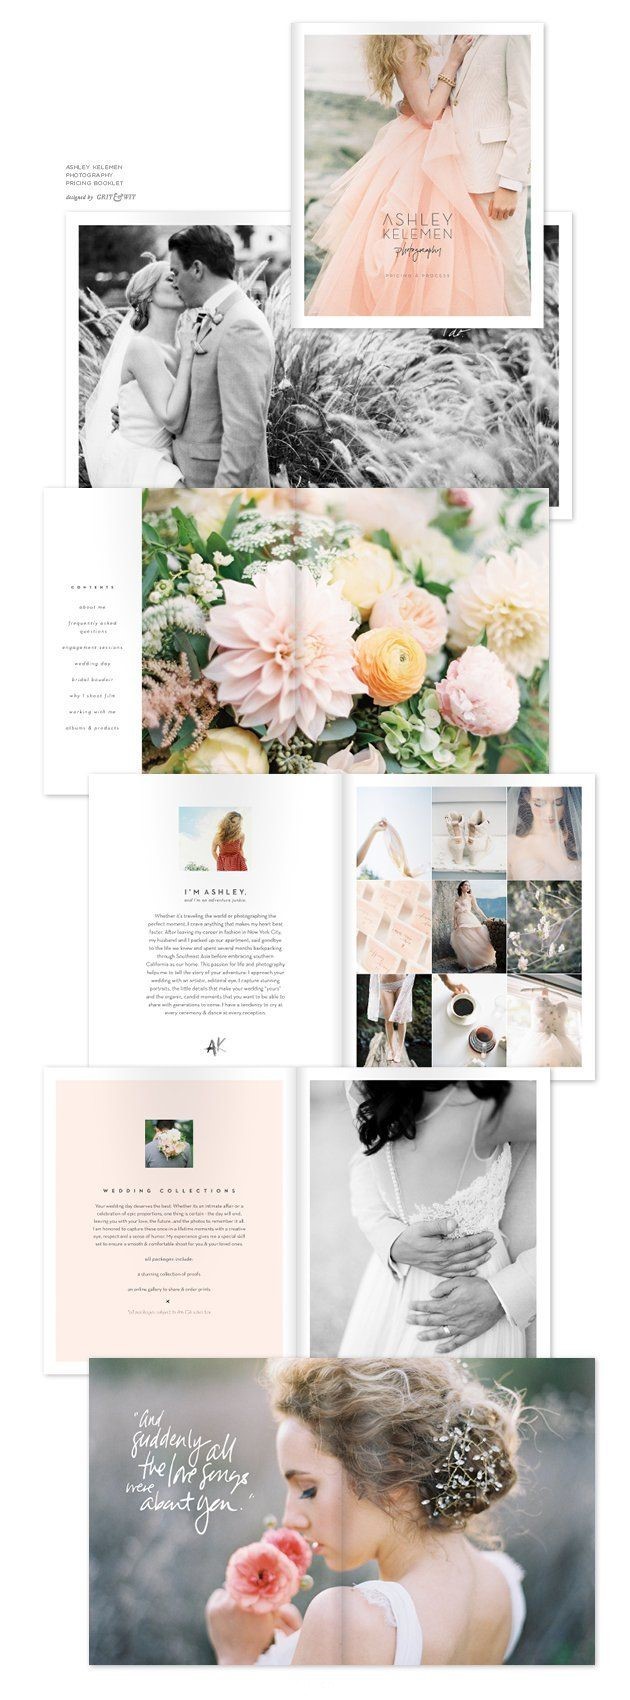 ASHLEY KELEMEN
PHOTOGRAPHY
PRICING BOOKLET
designed by GRIT&WIT
ASHLEY
KELEMEN
photography
PRICING & PROCESS
do.
CONTENTS
about me
frequently asked
questions
engagement sessions
wedding day
bridal boudoir
why I shoot film
working with me
albums & products
I'M ASHLEY,
and I'm an adventure junkie.
Whether it's traveling the world or photographing the
perfect moment, I crave anything that makes my heart beat
faster. After leaving my career in fashion in New York City,
my husband and I packed up our apartment, said goodbye
to the life we knew and spent several months backpacking
through Southeast Asia before embracing southern
California as our home. This passion for life and photography
helps me to tell the story of your adventure. I approach your
wedding with an artistic, editorial eye. I capture stunning
portraits, the little details that make your wedding "yours"
and the organic, candid moments that you want to be able to
share with generations to come. I have a tendency to cry at
every ceremony & dance at every reception.
AK
WEDDING COLLECTIONS
Your wedding day deserves the best. Whether its an intimate affair or a
celebration of epic proportions, one thing is certain - the day will end,
leaving you with your love, the future, and the photos to remember it all.
I am honored to capture these once in a lifetime moments with a creative
eye, respect and a sense of humor. My experience gives me a special skill
set to ensure a smooth & comfortable shoot for you & your loved ones.
all packages include:
a stunning collection of proofs
an online gallery to share & order prints
x
"And
suddenly all
the love songs
were
about you."